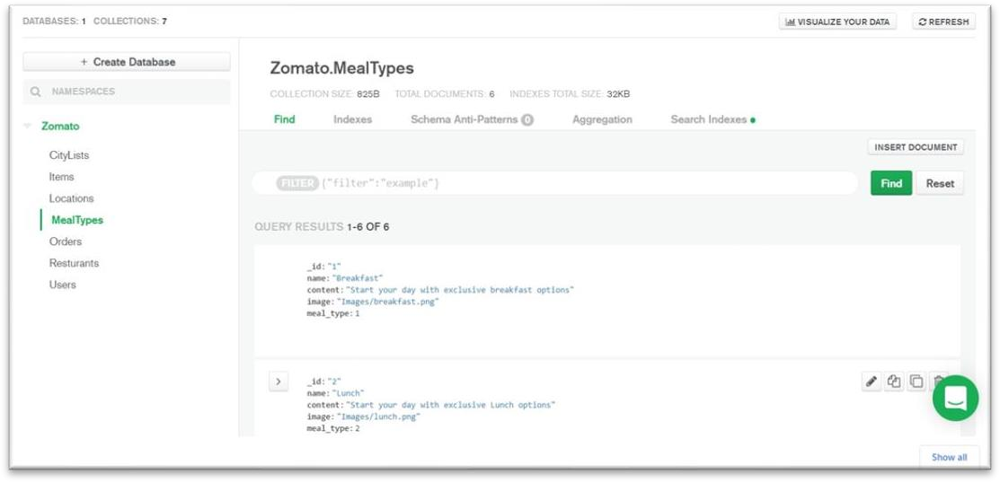 DATABASES: 1 COLLECTIONS: 7
VISUALIZE YOUR DATA
REFRESH
+ Create Database
NAMESPACES
Zomato
CityLists
Items
Locations
MealTypes
Orders
Resturants
Users
Zomato.MealTypes
COLLECTION SIZE: 825B TOTAL DOCUMENTS: 6 INDEXES TOTAL SIZE: 32KB
Find Indexes Schema Anti-Patterns 0 Aggregation Search Indexes
INSERT DOCUMENT
FILTER {"filter":"example"}
Find Reset
QUERY RESULTS 1-6 OF 6
_id: "1"
name: "Breakfast"
content: "Start your day with exclusive breakfast options"
image: "Images/breakfast.png"
meal_type: 1
_id: "2"
name: "Lunch"
content: "Start your day with exclusive Lunch options"
image: "Images/lunch.png"
meal_type: 2
Show all